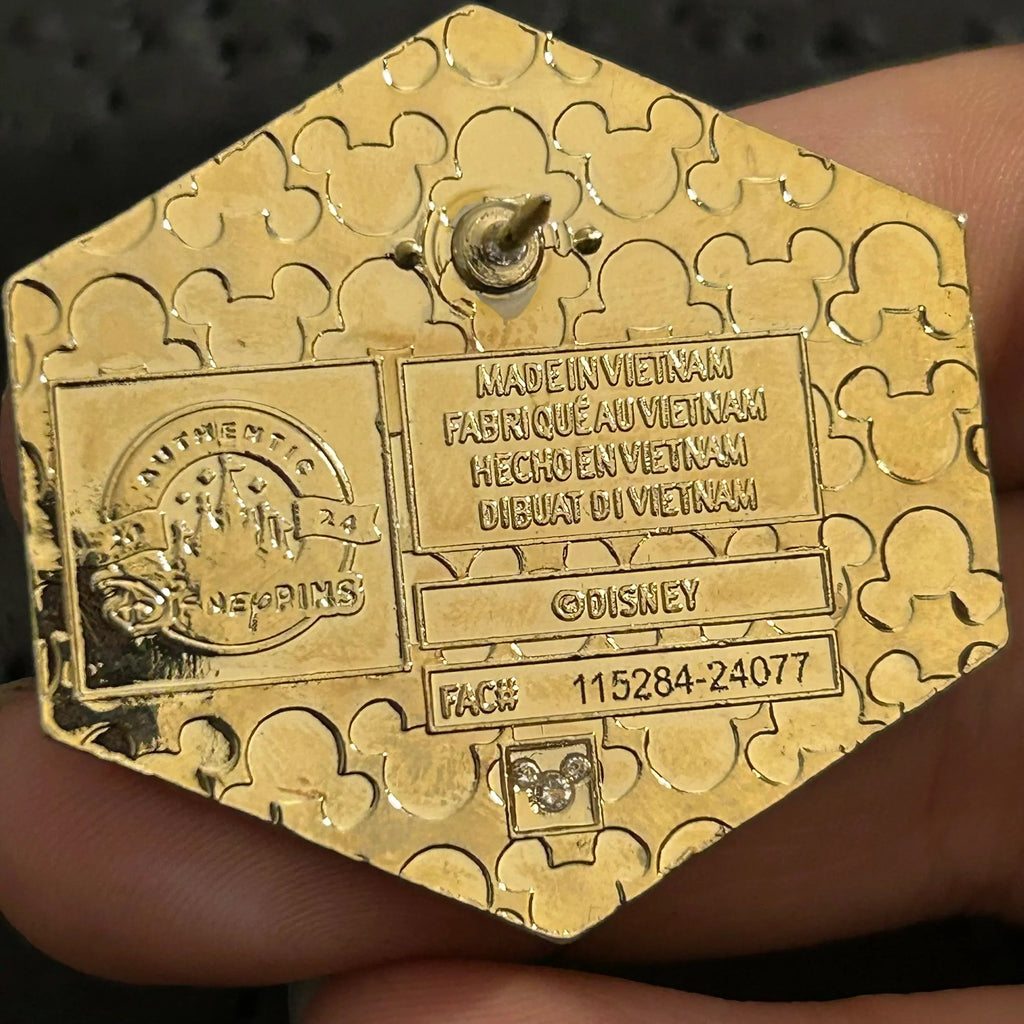 AUTHENTIC
24
MADE IN VIETNAM
FABRIQUÉ AU VIETNAM
HECHO EN VIETNAM
DIBUAT DI VIETNAM
©DISNEY
PINS
FAC# 115284-24077